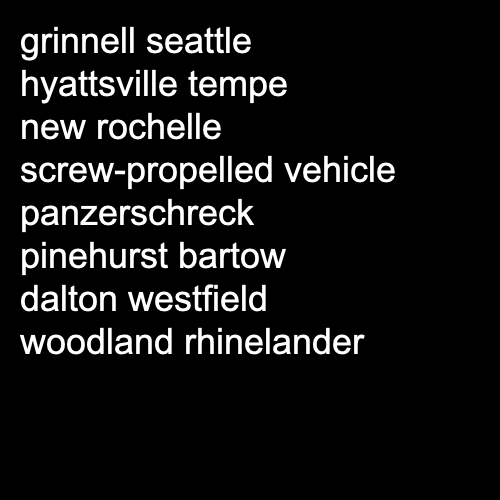 grinnell seattle
hyattsville tempe
new rochelle
screw-propelled vehicle
panzerschreck
pinehurst bartow
dalton westfield
woodland rhinelander